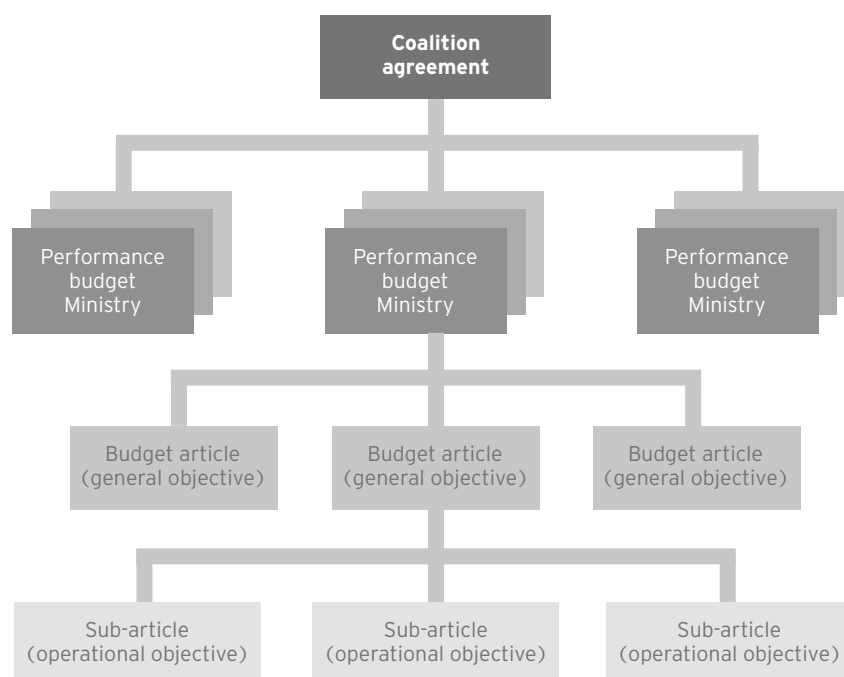 Coalition
agreement
Performance
budget
Ministry
Performance
budget
Ministry
Performance
budget
Ministry
Budget article
(general objective)
Budget article
(general objective)
Budget article
(general objective)
Sub-article
(operational objective)
Sub-article
(operational objective)
Sub-article
(operational objective)